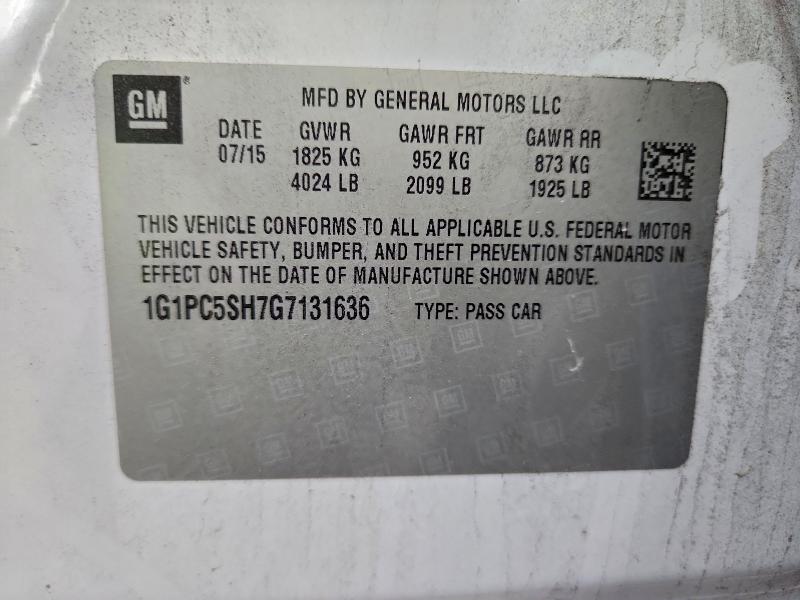 GM
MFD BY GENERAL MOTORS LLC
DATE GVWR GAWR FRT GAWR RR
07/15 1825 KG 952 KG 873 KG
4024 LB 2099 LB 1925 LB
THIS VEHICLE CONFORMS TO ALL APPLICABLE U.S. FEDERAL MOTOR
VEHICLE SAFETY, BUMPER, AND THEFT PREVENTION STANDARDS IN
EFFECT ON THE DATE OF MANUFACTURE SHOWN ABOVE.
1G1PC5SH7G7131636 TYPE: PASS CAR